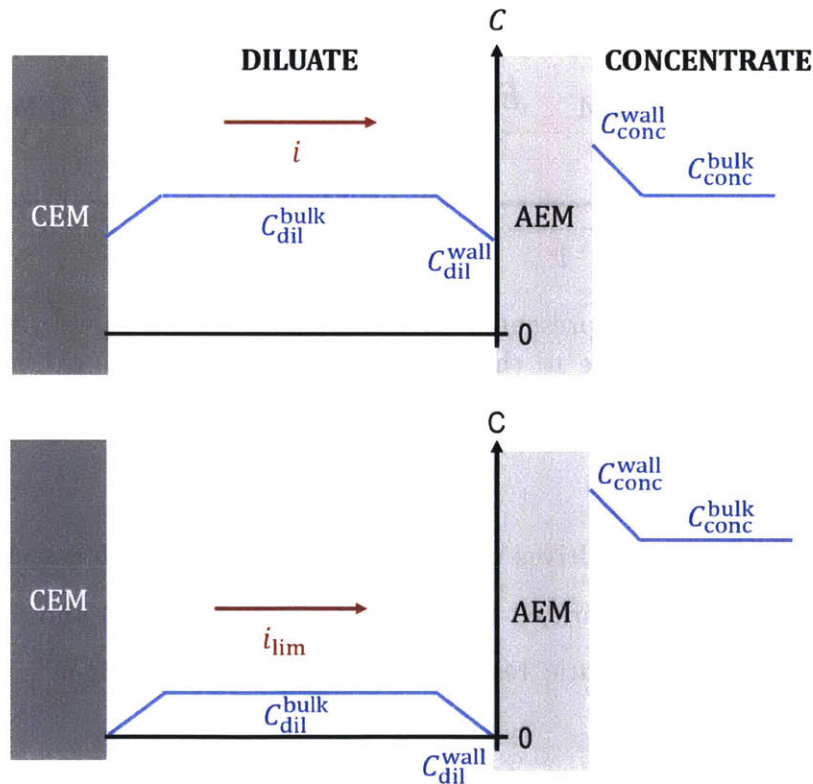 C
DILUATE
CONCENTRATE
i
C_conc^wall
C_conc^bulk
CEM
C_dil^bulk
AEM
C_dil^wall
0
C
C_conc^wall
C_conc^bulk
CEM
i_lim
AEM
C_dil^bulk
0
C_dil^wall